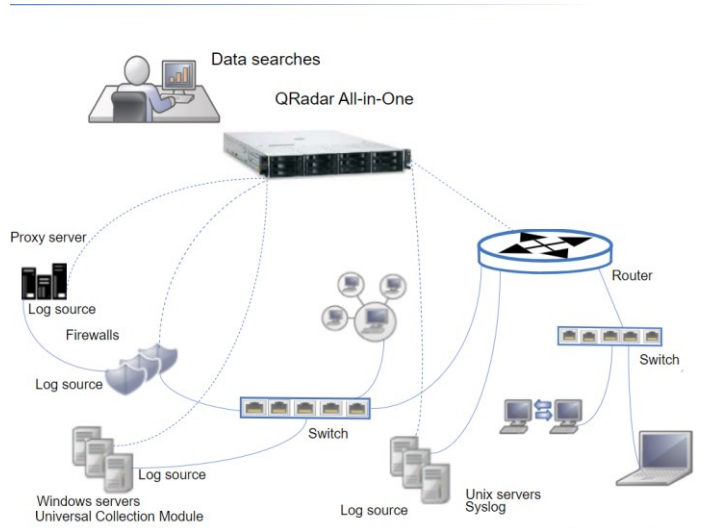 Data searches
QRadar All-in-One
Proxy server
Log source
Router
Firewalls
Switch
Log source
Switch
Log source
Windows servers
Universal Collection Module
Log source
Unix servers
Syslog